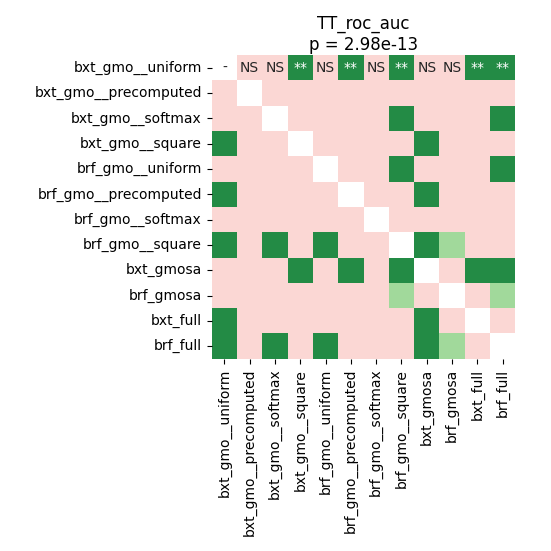 TT_roc_auc
p = 2.98e-13
bxt_gmo__uniform - NS NS ** NS ** NS ** NS NS ** **
bxt_gmo__precomputed
bxt_gmo__softmax
bxt_gmo__square
brf_gmo__uniform
brf_gmo__precomputed
brf_gmo__softmax
brf_gmo__square
bxt_gmosa
brf_gmosa
bxt_full
brf_full
bxt_gmo__uniform
bxt_gmo__precomputed
bxt_gmo__softmax
bxt_gmo__square
brf_gmo__uniform
brf_gmo__precomputed
brf_gmo__softmax
brf_gmo__square
bxt_gmosa
brf_gmosa
bxt_full
brf_full